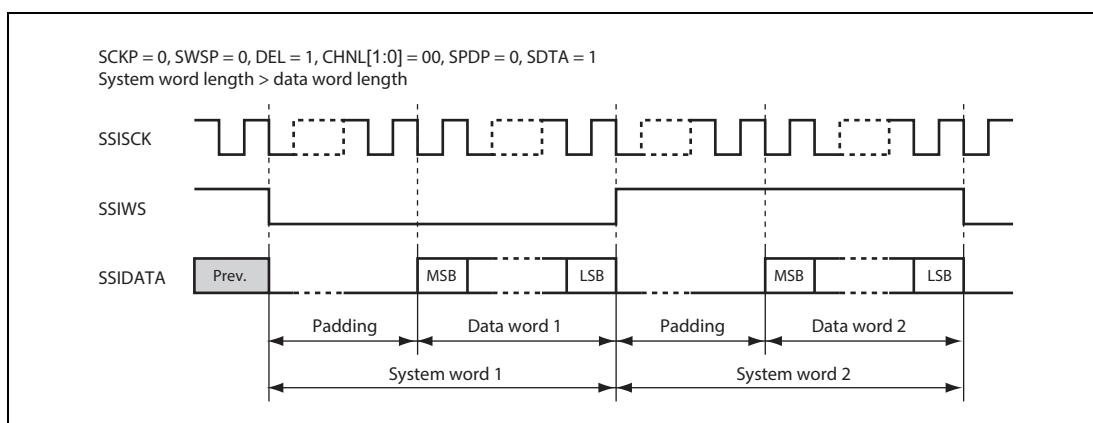 SCKP = 0, SWSP = 0, DEL = 1, CHNL[1:0] = 00, SPDP = 0, SDTA = 1
System word length > data word length
SSISCK
SSIWS
SSIDATA
Prev.
MSB
LSB
MSB
LSB
Padding
Data word 1
Padding
Data word 2
System word 1
System word 2